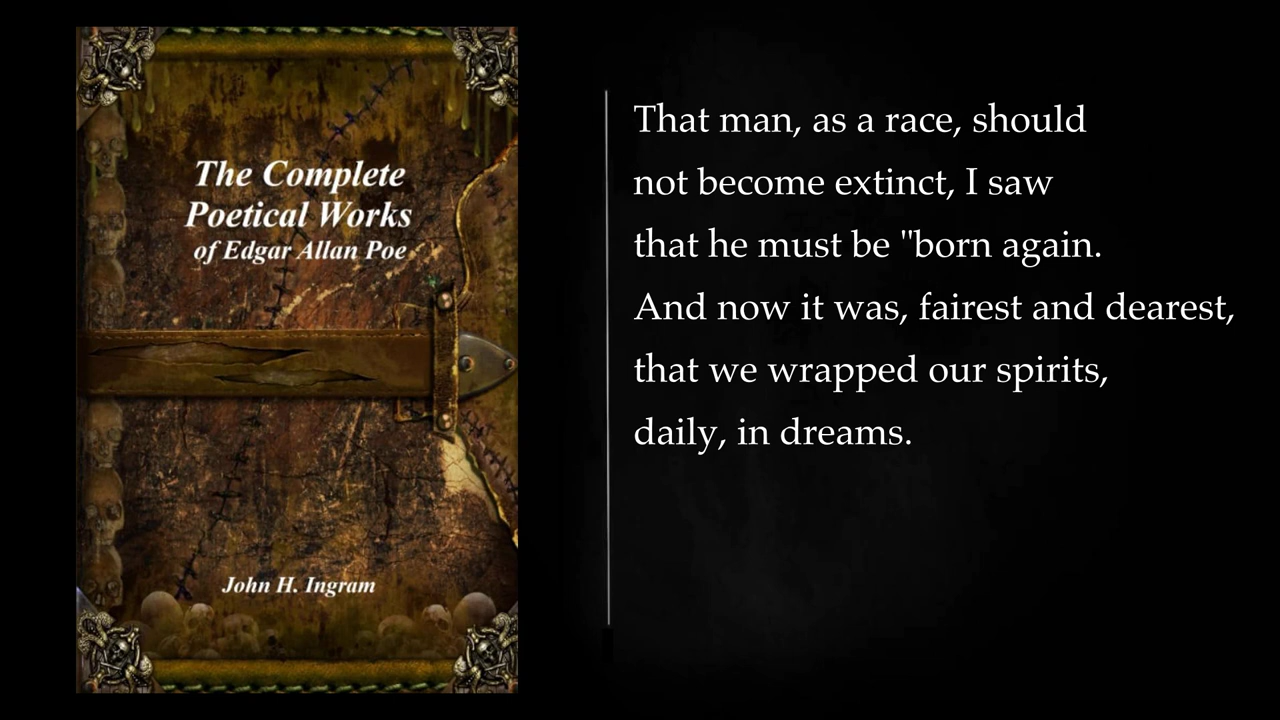 The Complete
Poetical Works
of Edgar Allan Poe
John H. Ingram
That man, as a race, should
not become extinct, I saw
that he must be "born again.
And now it was, fairest and dearest,
that we wrapped our spirits,
daily, in dreams.